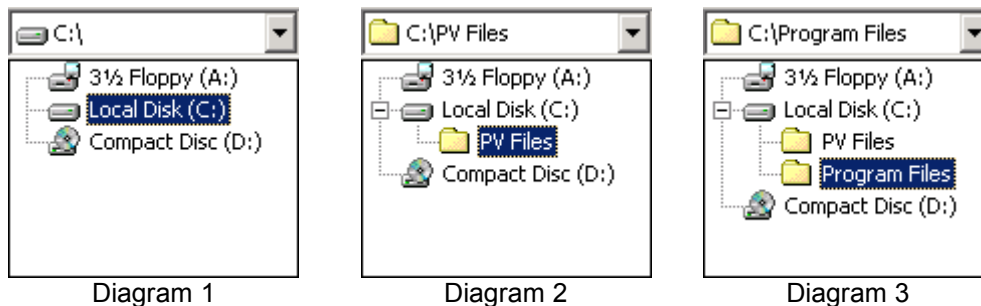 C:\
3½ Floppy (A:)
Local Disk (C:)
Compact Disc (D:)
Diagram 1
C:\PV Files
3½ Floppy (A:)
Local Disk (C:)
PV Files
Compact Disc (D:)
Diagram 2
C:\Program Files
3½ Floppy (A:)
Local Disk (C:)
PV Files
Program Files
Compact Disc (D:)
Diagram 3